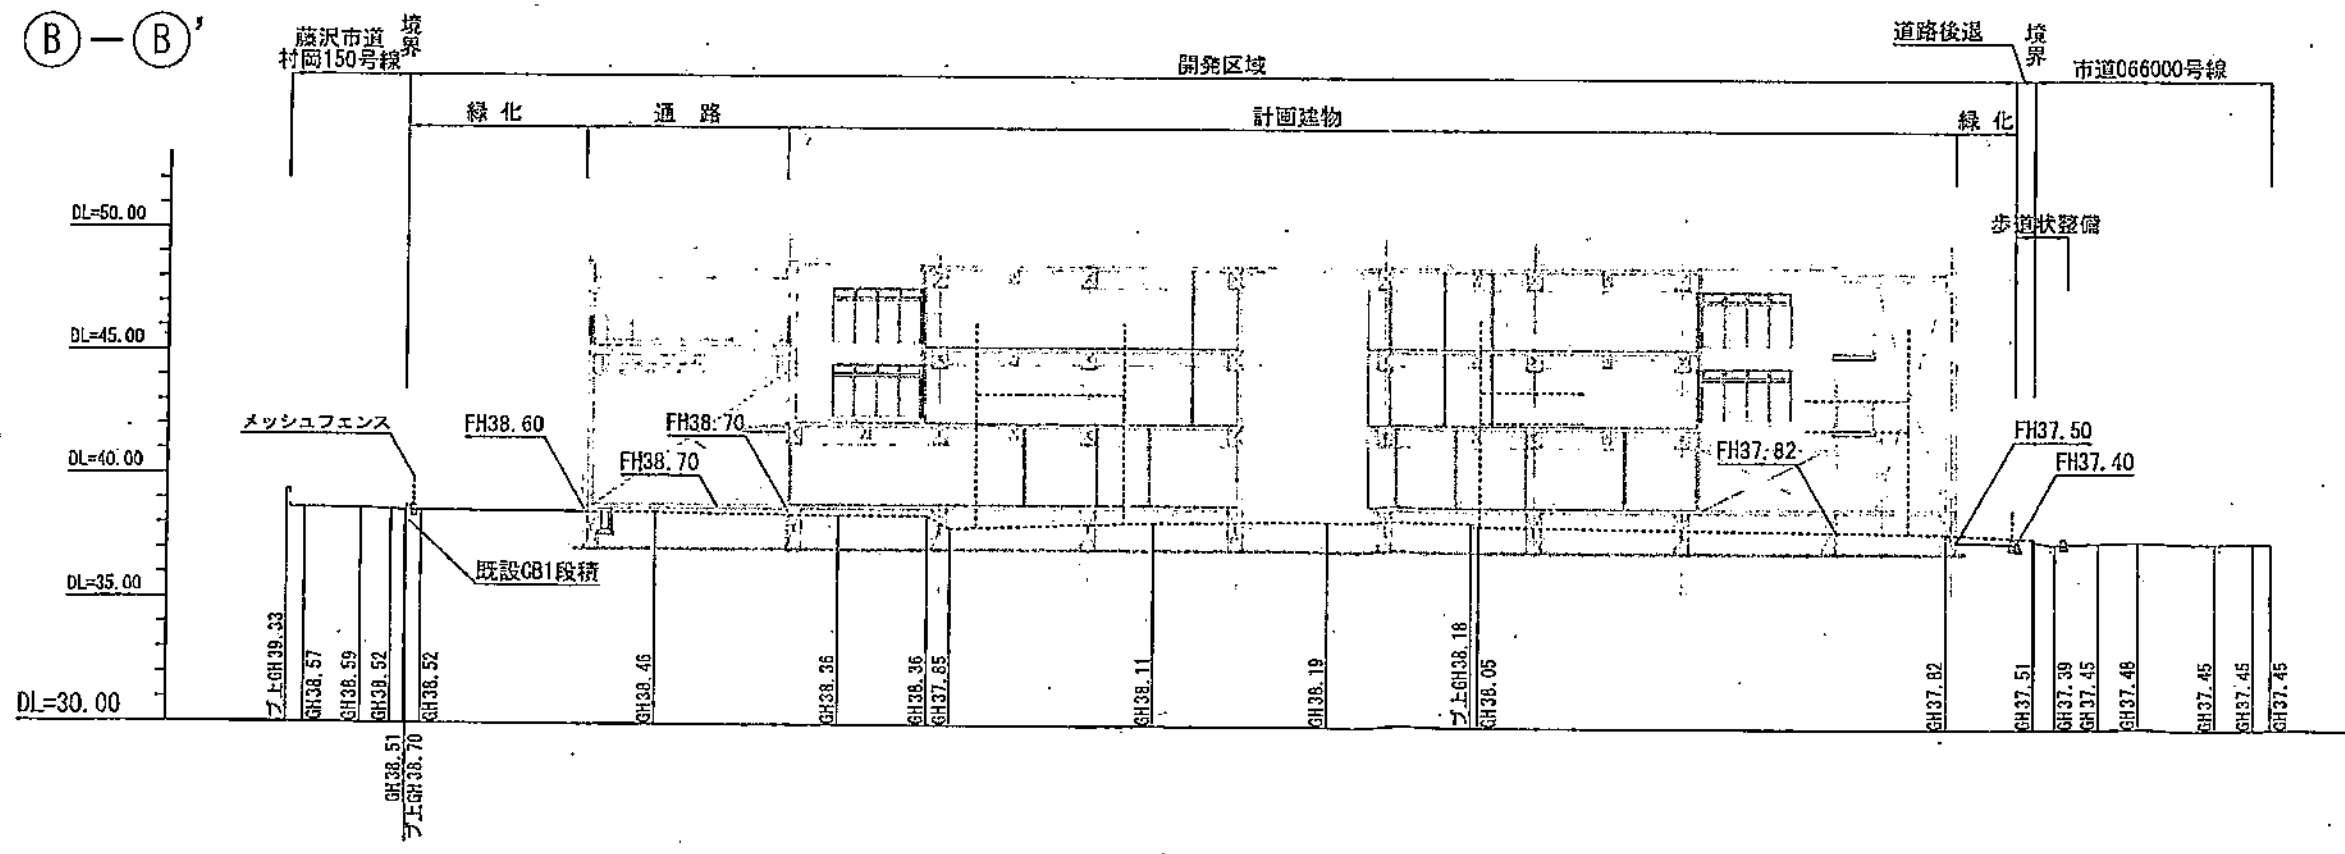 B-B'
藤沢市道
村岡150号線
境界
開発区域
道路後退
境界
市道066000号線
緑化
通路
計画建物
緑化
歩道状整備
DL=50.00
DL=45.00
DL=40.00
DL=35.00
DL=30.00
メッシュフェンス
FH38.60
FH38.70
FH38.70
FH37.82
FH37.50
FH37.40
既設CB1段積
ブ上GH39.33
GH38.57
GH38.59
GH38.52
GH38.52
GH38.46
GH38.36
GH38.36
GH37.85
GH38.11
GH38.19
ブ上GH38.18
GH38.05
GH37.82
GH37.51
GH37.39
GH37.45
GH37.48
GH37.45
GH37.45
GH37.45
GH38.51
ブ上GH38.70